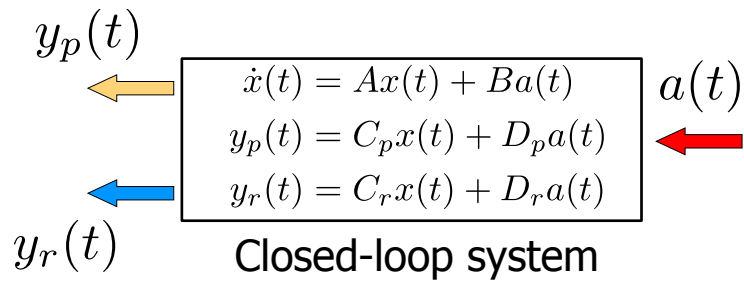 y_p(t)
ẋ(t) = Ax(t) + Ba(t)
a(t)
y_p(t) = C_p x(t) + D_p a(t)
y_r(t) = C_r x(t) + D_r a(t)
y_r(t)
Closed-loop system